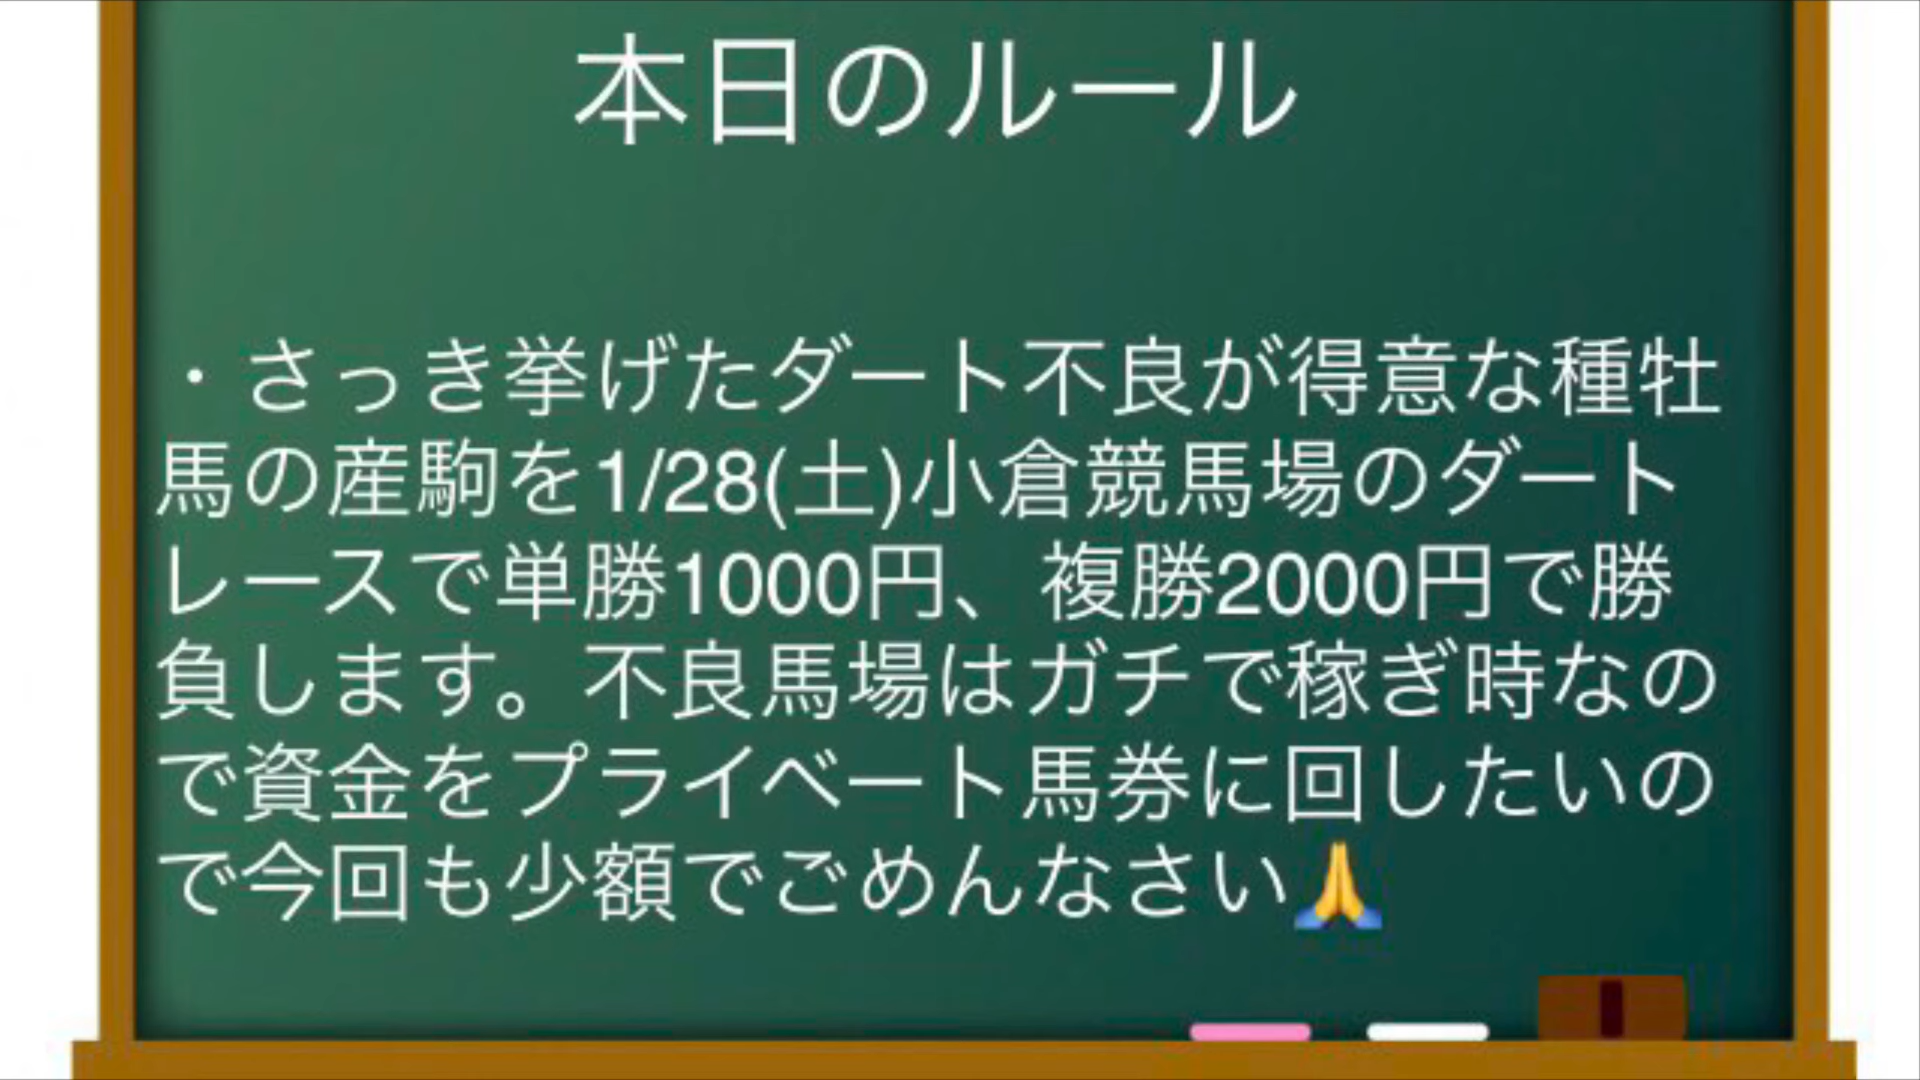 本日のルール
・さっき挙げたダート不良が得意な種牡
馬の産駒を1/28(土)小倉競馬場のダート
レースで単勝1000円、複勝2000円で勝
負します。不良馬場はガチで稼ぎ時なの
で資金をプライベート馬券に回したいの
で今回も少額でごめんなさい🙏